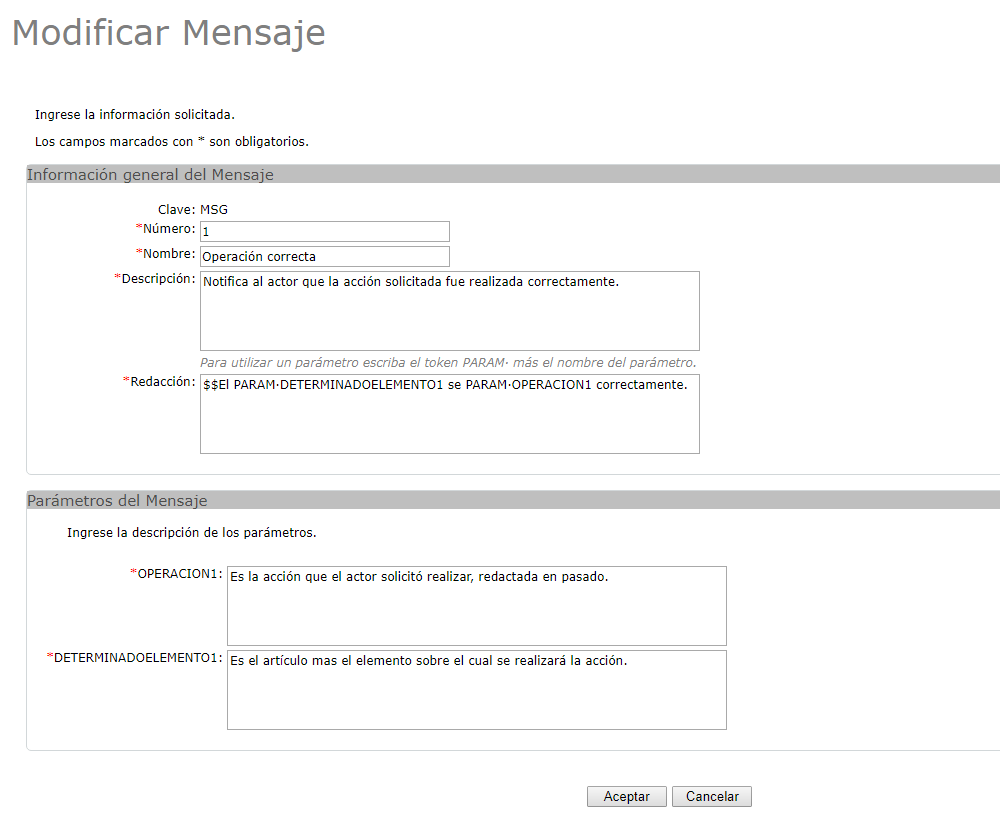 Modificar Mensaje
Ingrese la información solicitada.
Los campos marcados con * son obligatorios.
Información general del Mensaje
Clave: MSG
*Número: 1
*Nombre: Operación correcta
*Descripción: Notifica al actor que la acción solicitada fue realizada correctamente.
Para utilizar un parámetro escriba el token PARAM· más el nombre del parámetro.
*Redacción: $$El PARAM·DETERMINADOELEMENTO1 se PARAM·OPERACION1 correctamente.
Parámetros del Mensaje
Ingrese la descripción de los parámetros.
*OPERACION1: Es la acción que el actor solicitó realizar, redactada en pasado.
*DETERMINADOELEMENTO1: Es el artículo mas el elemento sobre el cual se realizará la acción.
Aceptar Cancelar